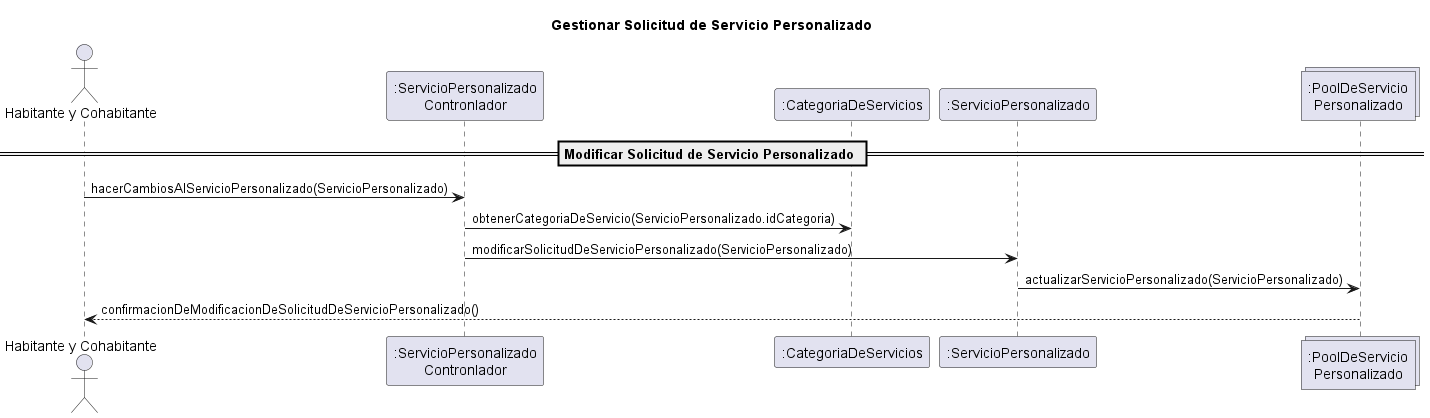 Gestionar Solicitud de Servicio Personalizado
Habitante y Cohabitante
:ServicioPersonalizado
Contronlador
:CategoriaDeServicios
:ServicioPersonalizado
:PoolDeServicio
Personalizado
Modificar Solicitud de Servicio Personalizado
hacerCambiosAlServicioPersonalizado(ServicioPersonalizado)
obtenerCategoriaDeServicio(ServicioPersonalizado.idCategoria)
modificarSolicitudDeServicioPersonalizado(ServicioPersonalizado)
actualizarServicioPersonalizado(ServicioPersonalizado)
confirmacionDeModificacionDeSolicitudDeServicioPersonalizado()
Habitante y Cohabitante
:ServicioPersonalizado
Contronlador
:CategoriaDeServicios
:ServicioPersonalizado
:PoolDeServicio
Personalizado